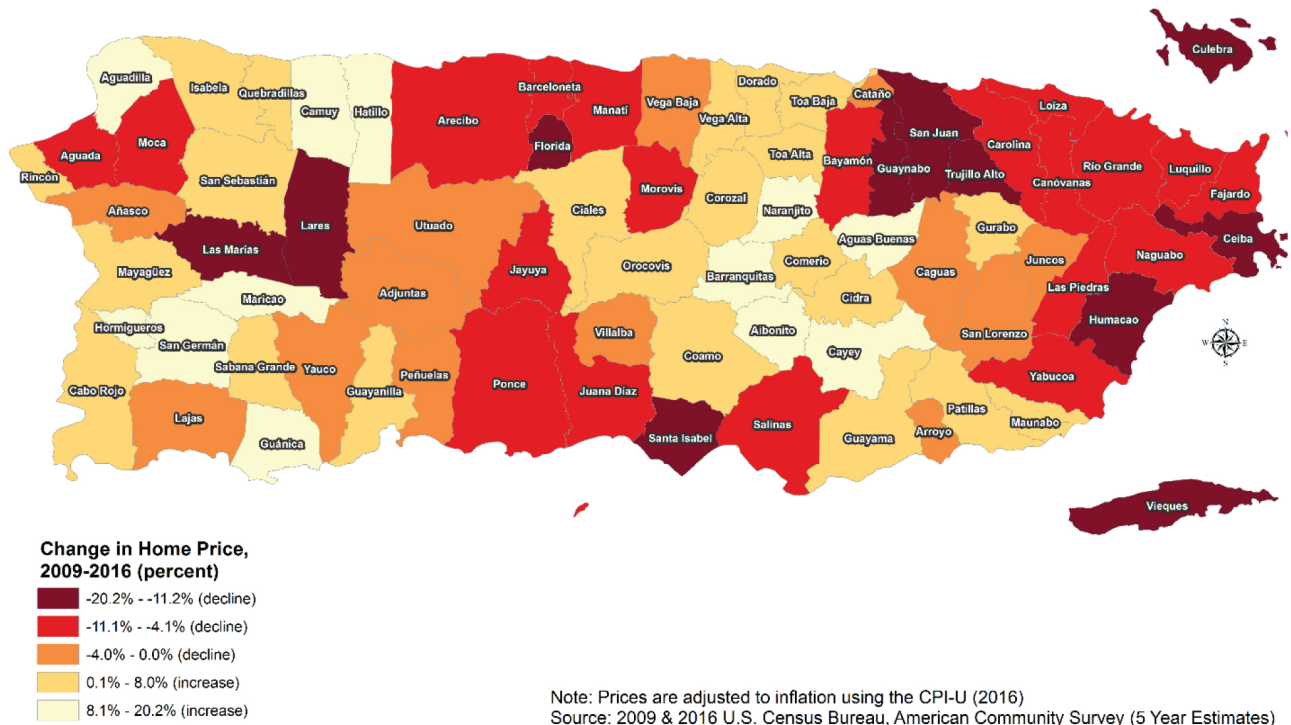 Culebra
Aguadilla
Isabela
Quebradillas
Camuy
Hatillo
Arecibo
Barceloneta
Manatí
Vega Baja
Vega Alta
Dorado
Toa Baja
Cataño
San Juan
Loíza
Carolina
Río Grande
Luquillo
Fajardo
Canóvanas
Moca
Aguada
Rincón
San Sebastián
Florida
Toa Alta
Bayamón
Guaynabo
Trujillo Alto
Añasco
Lares
Utuado
Ciales
Morovis
Corozal
Naranjito
Aguas Buenas
Gurabo
Ceiba
Las Marías
Mayagüez
Jayuya
Orocovis
Barranquitas
Comerío
Caguas
Juncos
Naguabo
Maricao
Adjuntas
Cidra
Las Piedras
Humacao
Hormigueros
San Germán
Sabana Grande
Yauco
Guayanilla
Peñuelas
Villalba
Aibonito
San Lorenzo
N
W
E
S
Cabo Rojo
Ponce
Juana Díaz
Coamo
Cayey
Yabucoa
Lajas
Guánica
Santa Isabel
Salinas
Guayama
Patillas
Arroyo
Maunabo
Vieques
Change in Home Price,
2009-2016 (percent)
-20.2% - -11.2% (decline)
-11.1% - -4.1% (decline)
-4.0% - 0.0% (decline)
0.1% - 8.0% (increase)
8.1% - 20.2% (increase)
Note: Prices are adjusted to inflation using the CPI-U (2016)
Source: 2009 & 2016 U.S. Census Bureau, American Community Survey (5 Year Estimates)